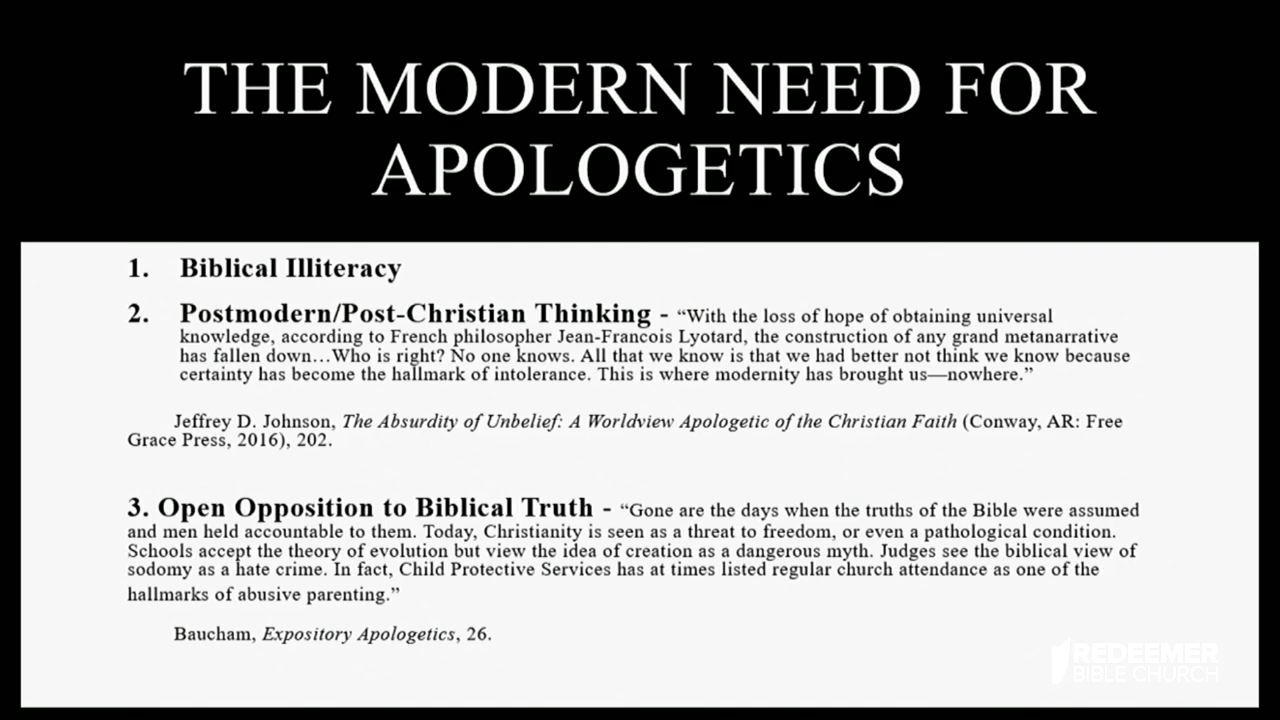 THE MODERN NEED FOR
APOLOGETICS
1. Biblical Illiteracy
2. Postmodern/Post-Christian Thinking - “With the loss of hope of obtaining universal
knowledge, according to French philosopher Jean-Francois Lyotard, the construction of any grand metanarrative
has fallen down…Who is right? No one knows. All that we know is that we had better not think we know because
certainty has become the hallmark of intolerance. This is where modernity has brought us—nowhere.”
Jeffrey D. Johnson, The Absurdity of Unbelief: A Worldview Apologetic of the Christian Faith (Conway, AR: Free
Grace Press, 2016), 202.
3. Open Opposition to Biblical Truth - “Gone are the days when the truths of the Bible were assumed
and men held accountable to them. Today, Christianity is seen as a threat to freedom, or even a pathological condition.
Schools accept the theory of evolution but view the idea of creation as a dangerous myth. Judges see the biblical view of
sodomy as a hate crime. In fact, Child Protective Services has at times listed regular church attendance as one of the
hallmarks of abusive parenting.”
Baucham, Expository Apologetics, 26.
REDEEMER
BIBLE CHURCH